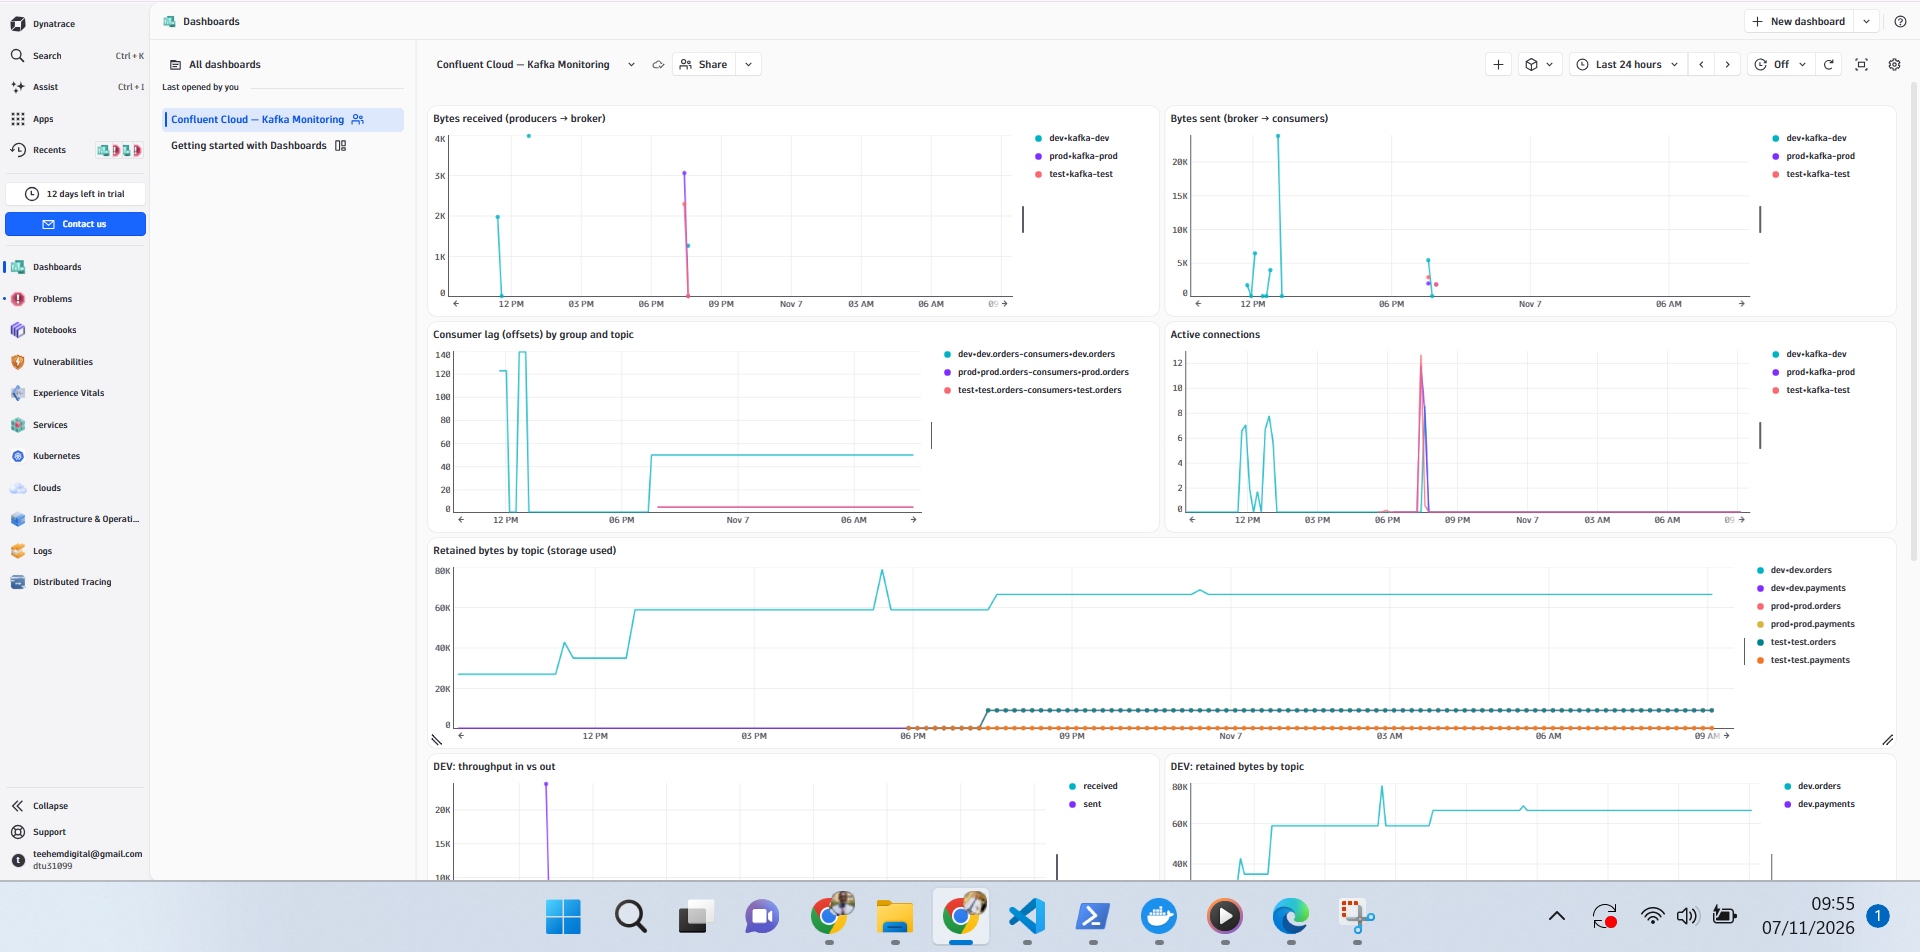 Dynatrace
Search Ctrl + K
Assist Ctrl + I
Apps
Recents
12 days left in trial
Contact us
Dashboards
Problems
Notebooks
Vulnerabilities
Experience Vitals
Services
Kubernetes
Clouds
Infrastructure & Operati...
Logs
Distributed Tracing
Collapse
Support
t
teehemdigital@gmail.com
dtu31099
Dashboards
New dashboard
All dashboards
Last opened by you
Confluent Cloud — Kafka Monitoring
Getting started with Dashboards
Confluent Cloud — Kafka Monitoring
Share
Last 24 hours
Off
Bytes received (producers → broker)
4K
3K
2K
1K
0
12 PM 03 PM 06 PM 09 PM Nov 7 03 AM 06 AM 09
dev•kafka-dev
prod•kafka-prod
test•kafka-test
Bytes sent (broker → consumers)
20K
15K
10K
5K
0
12 PM 06 PM Nov 7 06 AM
dev•kafka-dev
prod•kafka-prod
test•kafka-test
Consumer lag (offsets) by group and topic
140
120
100
80
60
40
20
0
12 PM 06 PM Nov 7 06 AM
dev•dev.orders-consumers•dev.orders
prod•prod.orders-consumers•prod.orders
test•test.orders-consumers•test.orders
Active connections
12
10
8
6
4
2
0
12 PM 03 PM 06 PM 09 PM Nov 7 03 AM 06 AM 09
dev•kafka-dev
prod•kafka-prod
test•kafka-test
Retained bytes by topic (storage used)
80K
60K
40K
20K
0
12 PM 03 PM 06 PM 09 PM Nov 7 03 AM 06 AM 09 AM
dev•dev.orders
dev•dev.payments
prod•prod.orders
prod•prod.payments
test•test.orders
test•test.payments
DEV: throughput in vs out
20K
15K
10K
received
sent
DEV: retained bytes by topic
80K
60K
40K
dev.orders
dev.payments
09:55
07/11/2026
1